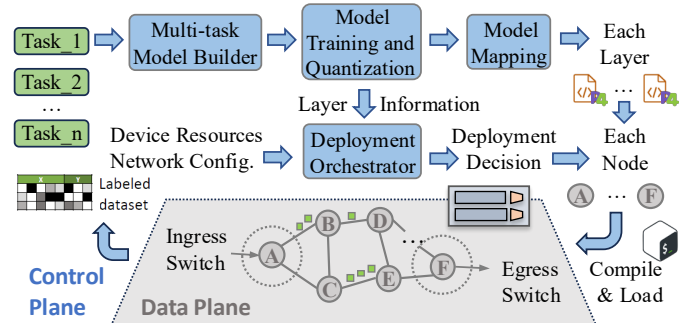 Task_1
Task_2
...
Task_n
Multi-task
Model Builder
Model
Training and
Quantization
Model
Mapping
Each
Layer
</>
P4
...
</>
P4
Layer
Information
Device Resources
Network Config.
Deployment
Orchestrator
Deployment
Decision
Each
Node
A
...
F
X
Y
Labeled
dataset
Ingress
Switch
A
B
C
D
E
...
F
Egress
Switch
$_
Compile
& Load
Control
Plane
Data Plane